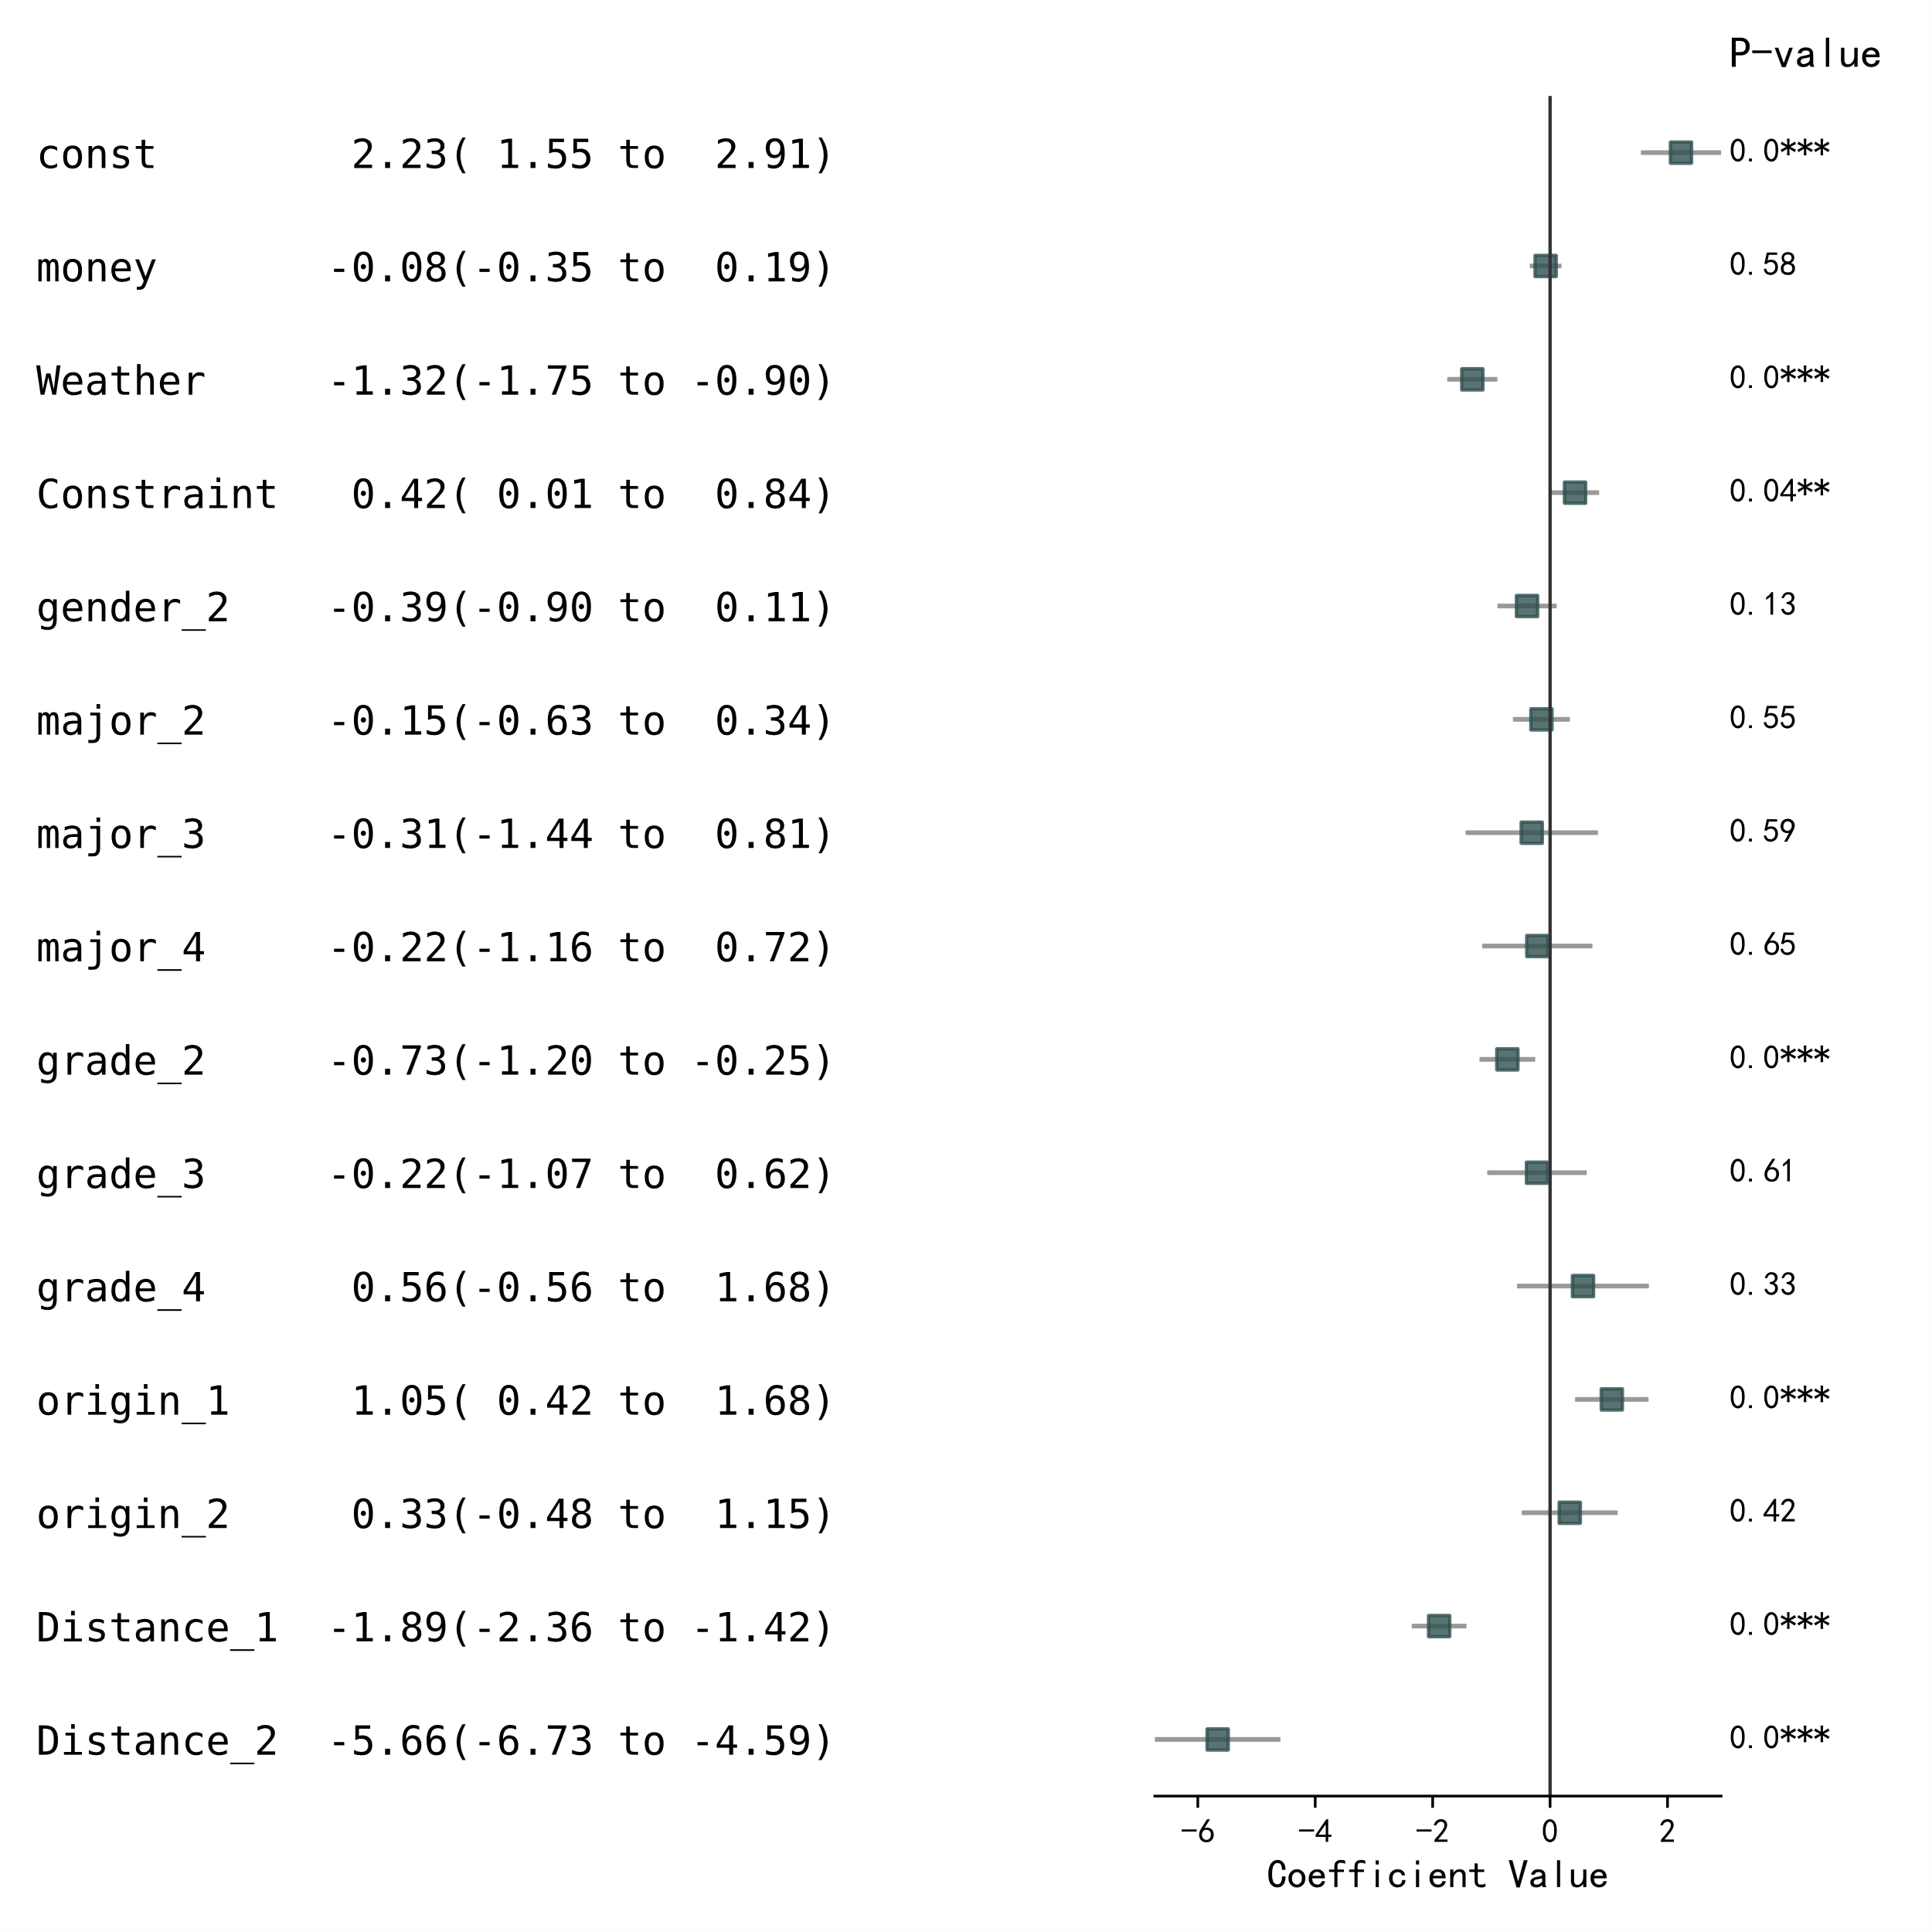 P-value
const 2.23( 1.55 to 2.91) 0.0***
money -0.08(-0.35 to 0.19) 0.58
Weather -1.32(-1.75 to -0.90) 0.0***
Constraint 0.42( 0.01 to 0.84) 0.04**
gender_2 -0.39(-0.90 to 0.11) 0.13
major_2 -0.15(-0.63 to 0.34) 0.55
major_3 -0.31(-1.44 to 0.81) 0.59
major_4 -0.22(-1.16 to 0.72) 0.65
grade_2 -0.73(-1.20 to -0.25) 0.0***
grade_3 -0.22(-1.07 to 0.62) 0.61
grade_4 0.56(-0.56 to 1.68) 0.33
origin_1 1.05( 0.42 to 1.68) 0.0***
origin_2 0.33(-0.48 to 1.15) 0.42
Distance_1 -1.89(-2.36 to -1.42) 0.0***
Distance_2 -5.66(-6.73 to -4.59) 0.0***
−6 −4 −2 0 2
Coefficient Value